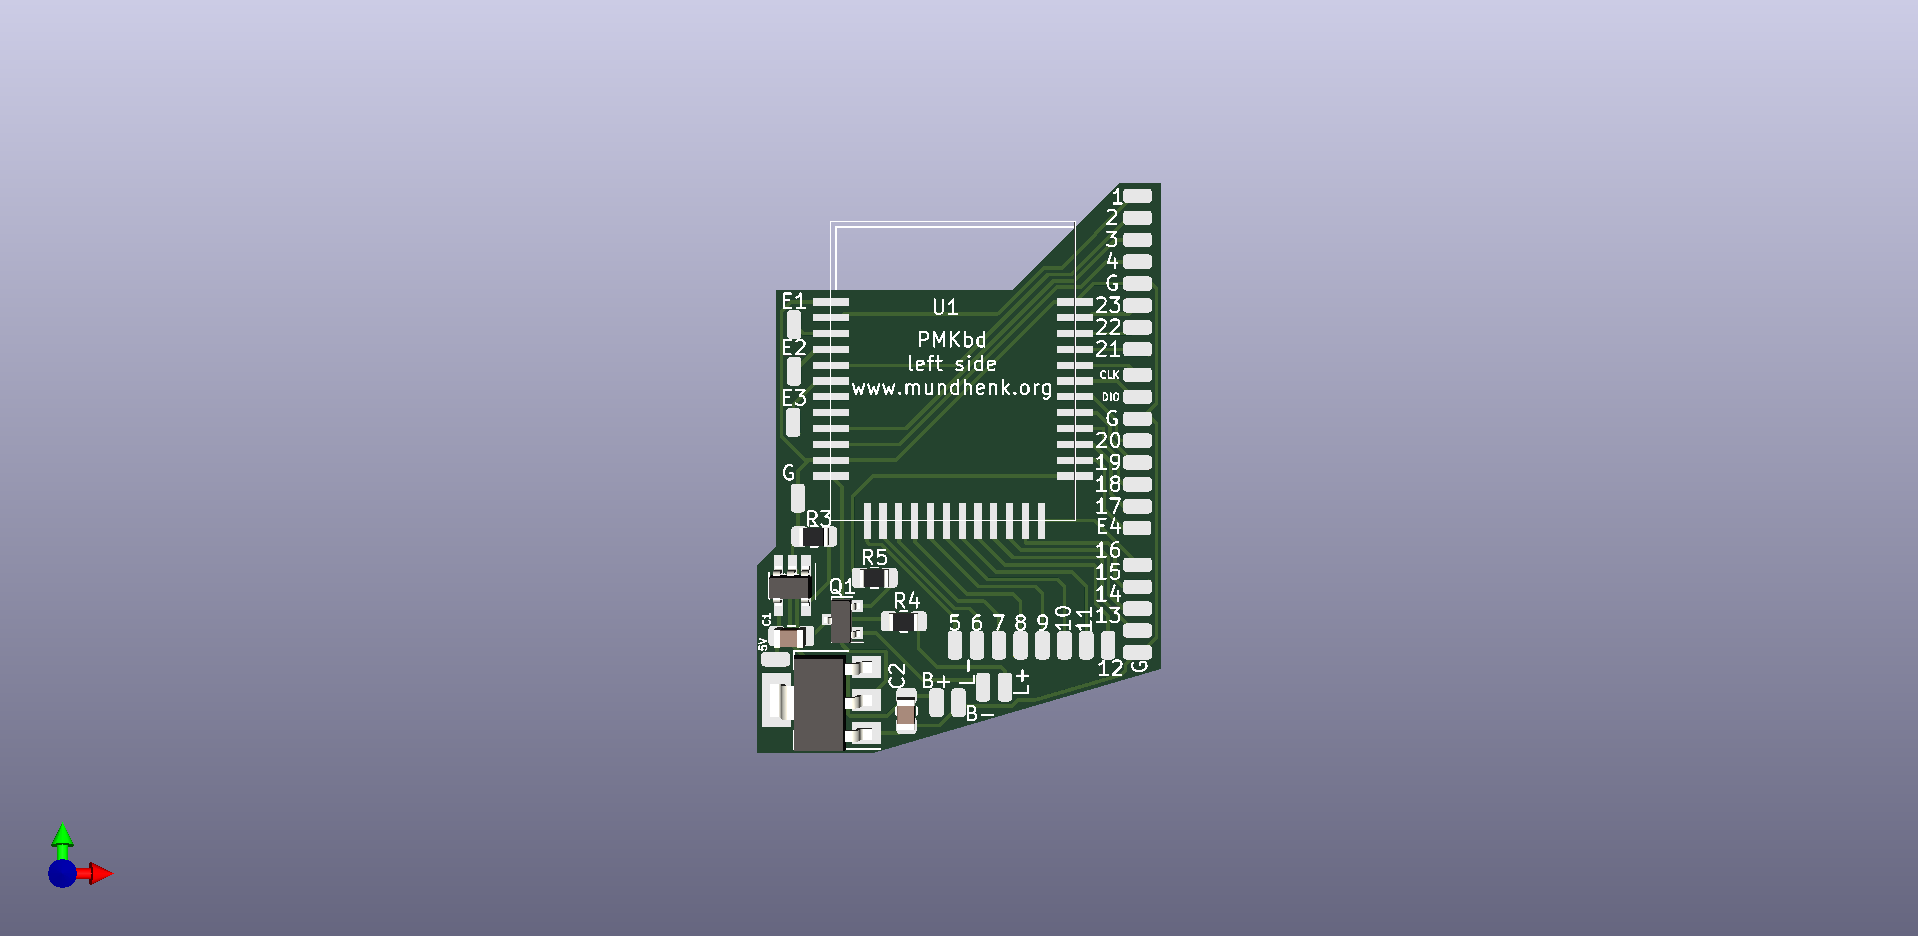 1
2
3
4
G
E1
U1
23
22
PMKbd
E2
21
left side
CLK
www.mundhenk.org
E3
DIO
G
20
19
G
18
17
R3
E4
16
R5
15
Q1
14
R4
13
C1
5
6
7
8
9
10
11
5V
12
G
L-
C2
B+
L+
B-